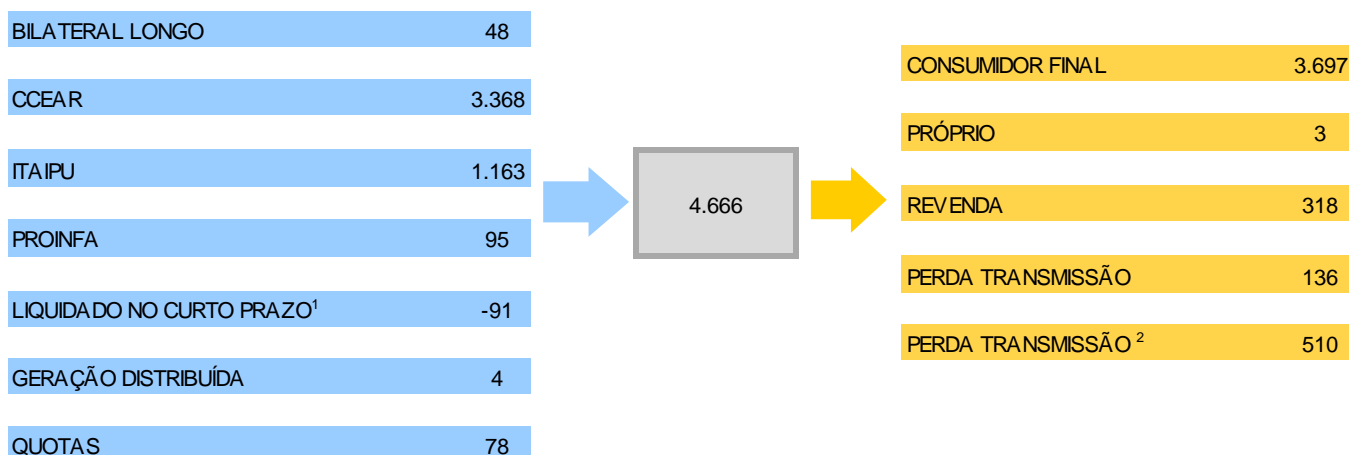 BILATERAL LONGO 48
CCEAR 3.368
ITAIPU 1.163
PROINFA 95
LIQUIDADO NO CURTO PRAZO¹ -91
GERAÇÃO DISTRIBUÍDA 4
QUOTAS 78
4.666
CONSUMIDOR FINAL 3.697
PRÓPRIO 3
REVENDA 318
PERDA TRANSMISSÃO 136
PERDA TRANSMISSÃO ² 510